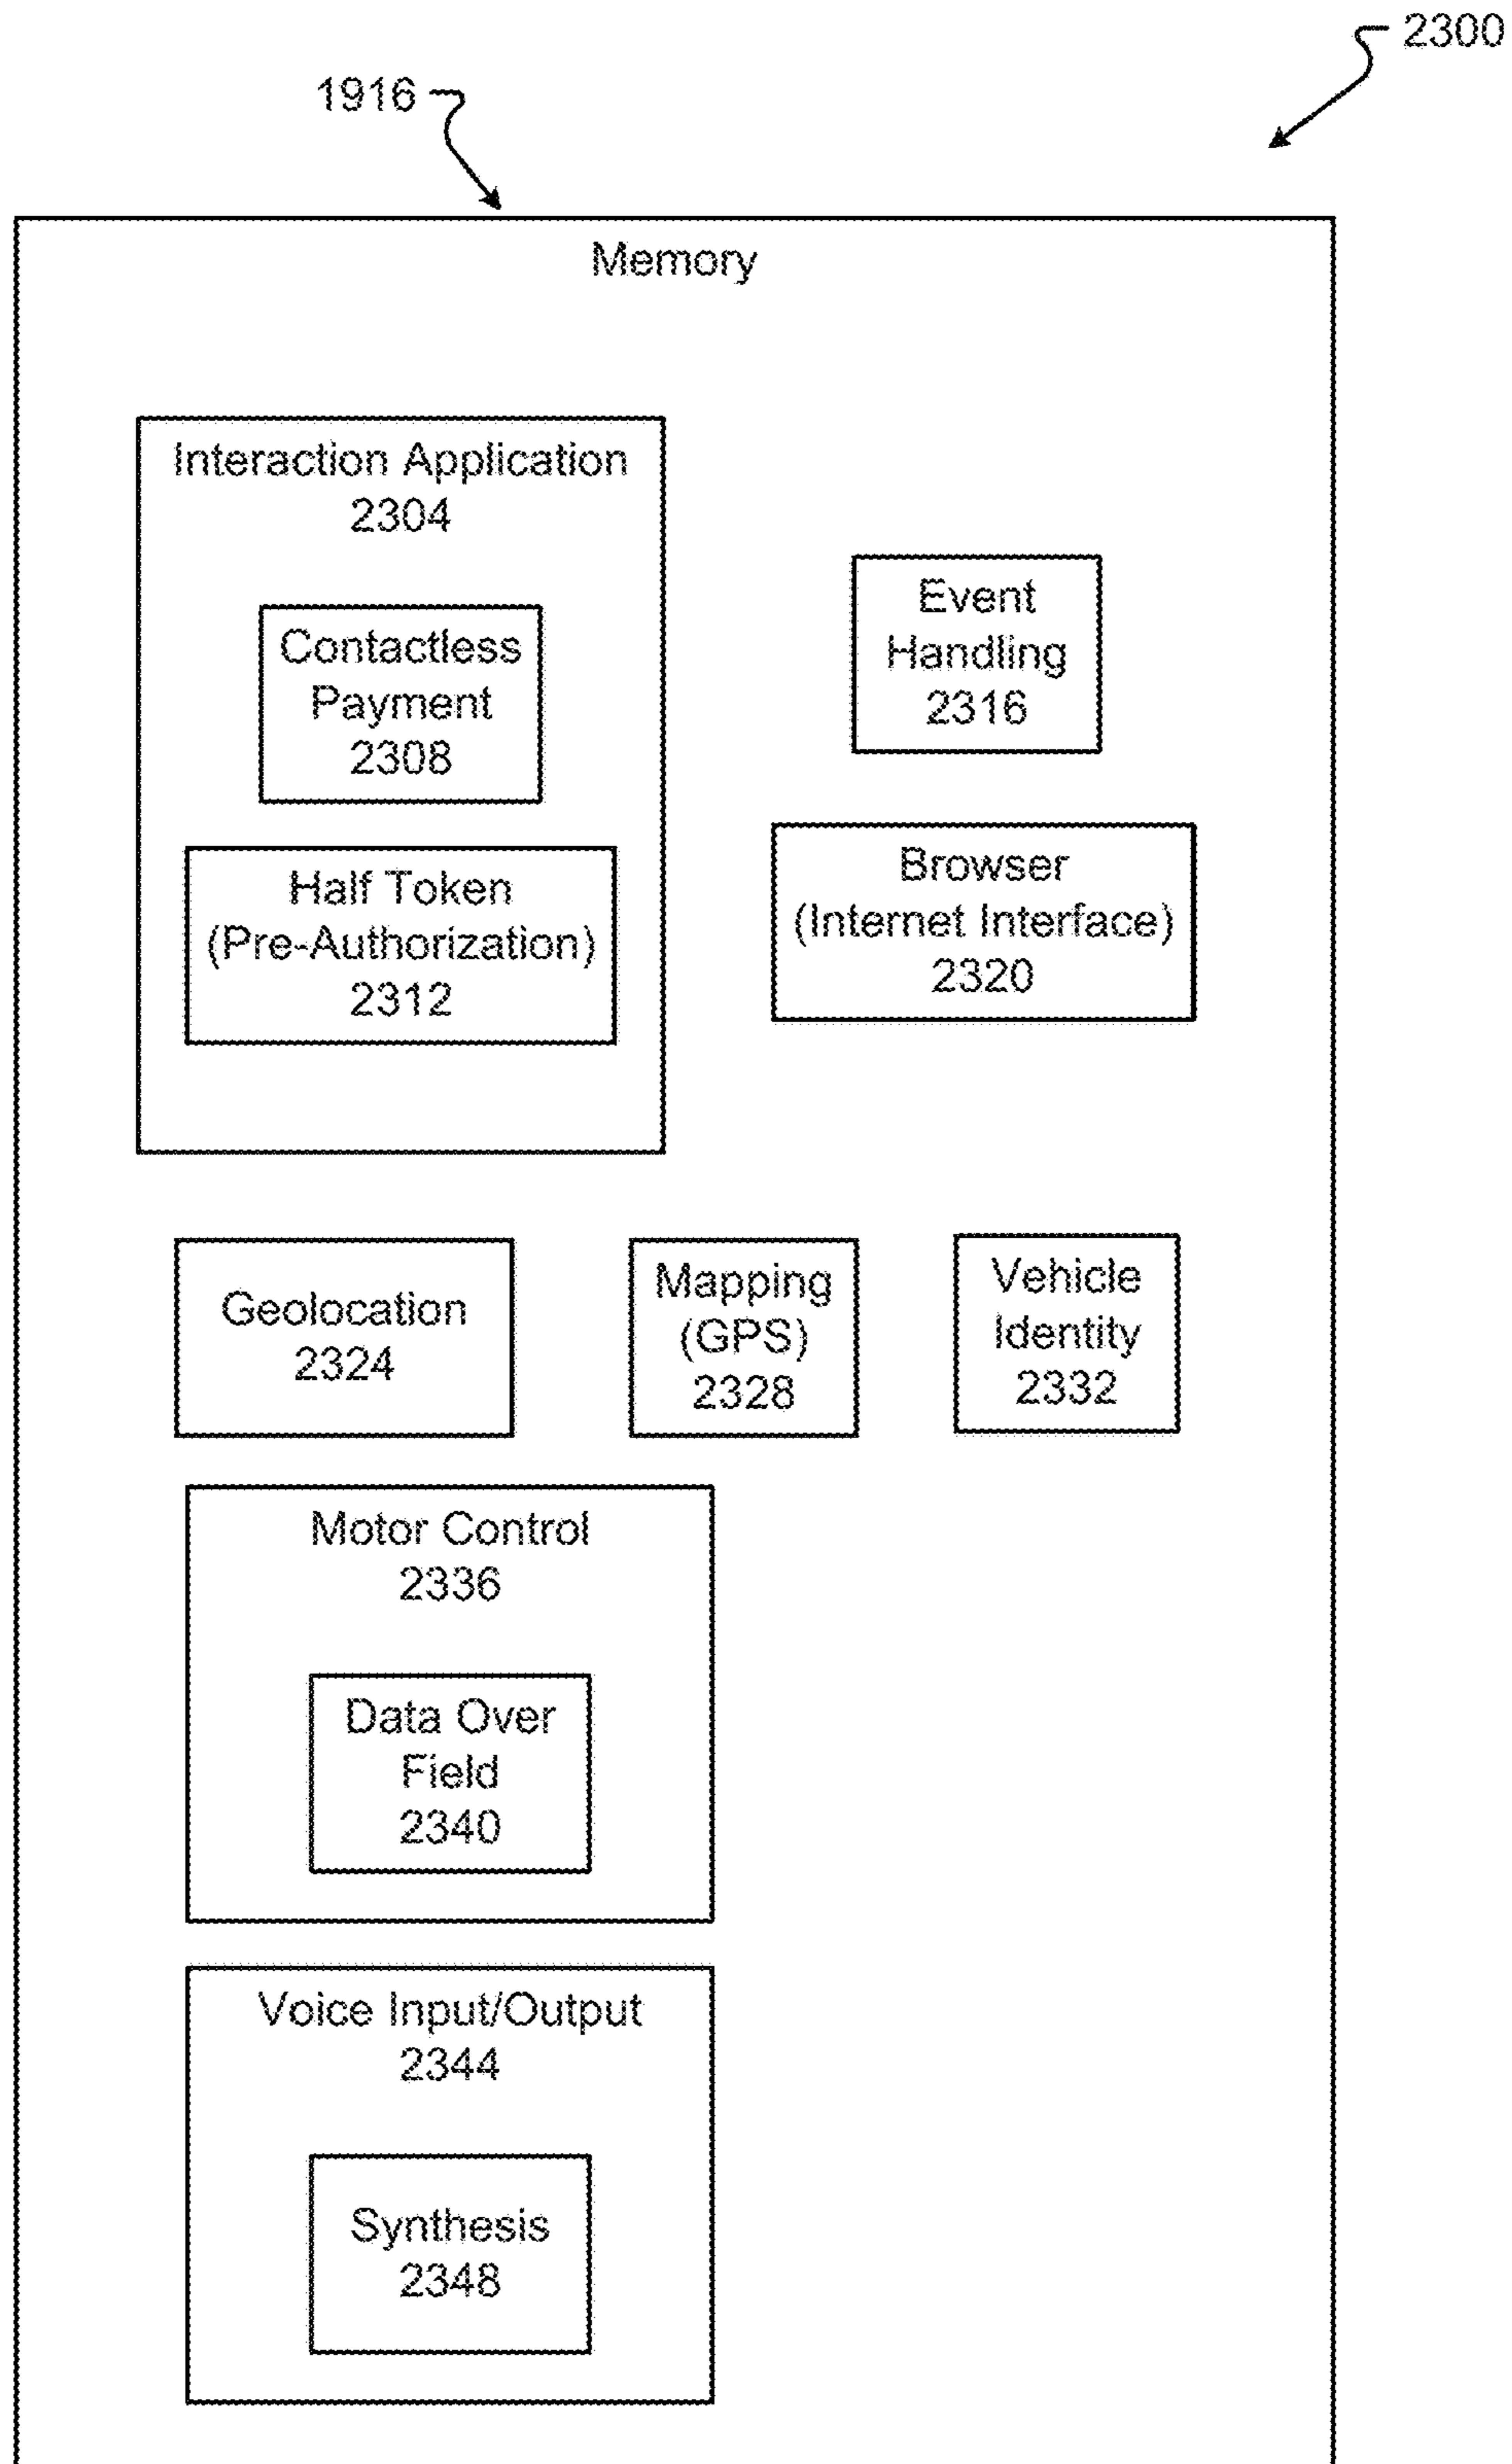 2300
1916
Memory
Interaction Application
2304
Contactless
Payment
2308
Half Token
(Pre-Authorization)
2312
Event
Handling
2316
Browser
(Internet Interface)
2320
Geolocation
2324
Mapping
(GPS)
2328
Vehicle
Identity
2332
Motor Control
2336
Data Over
Field
2340
Voice Input/Output
2344
Synthesis
2348